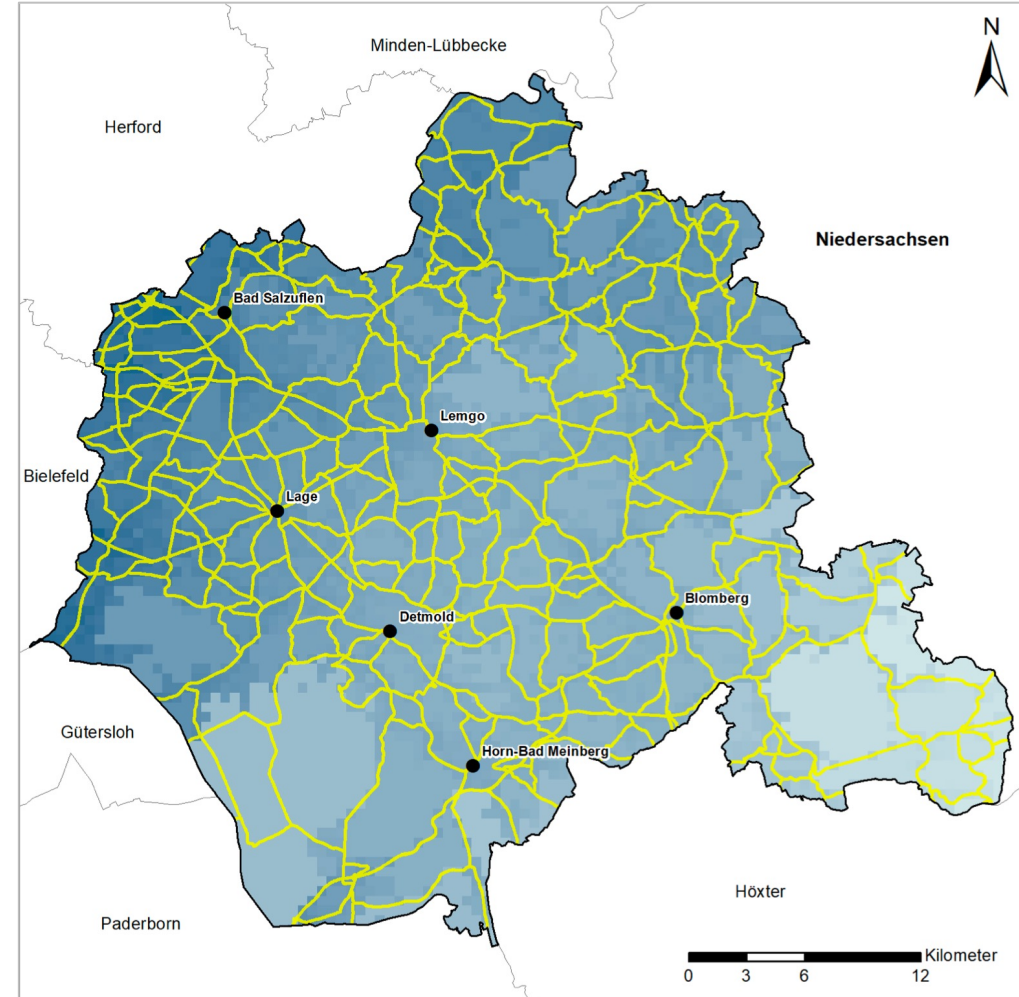 Minden-Lübbecke
N
Herford
Niedersachsen
Bad Salzuflen
Lemgo
Bielefeld
Lage
Blomberg
Detmold
Gütersloh
Horn-Bad Meinberg
Höxter
Paderborn
Kilometer
0 3 6 12